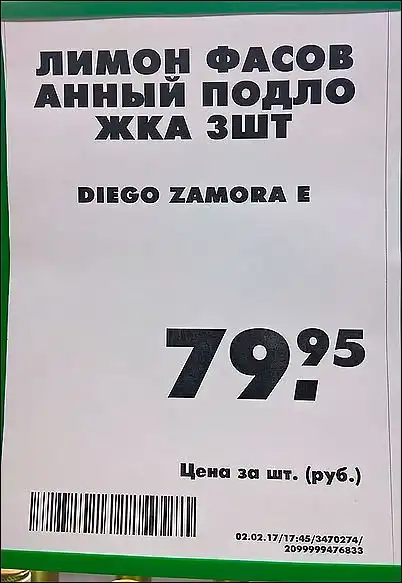 ЛИМОН ФАСОВ
АННЫЙ ПОДЛО
ЖКА 3ШТ
DIEGO ZAMORA E
79.95
Цена за шт. (руб.)
02.02.17/17:45/3470274/
2099999476833